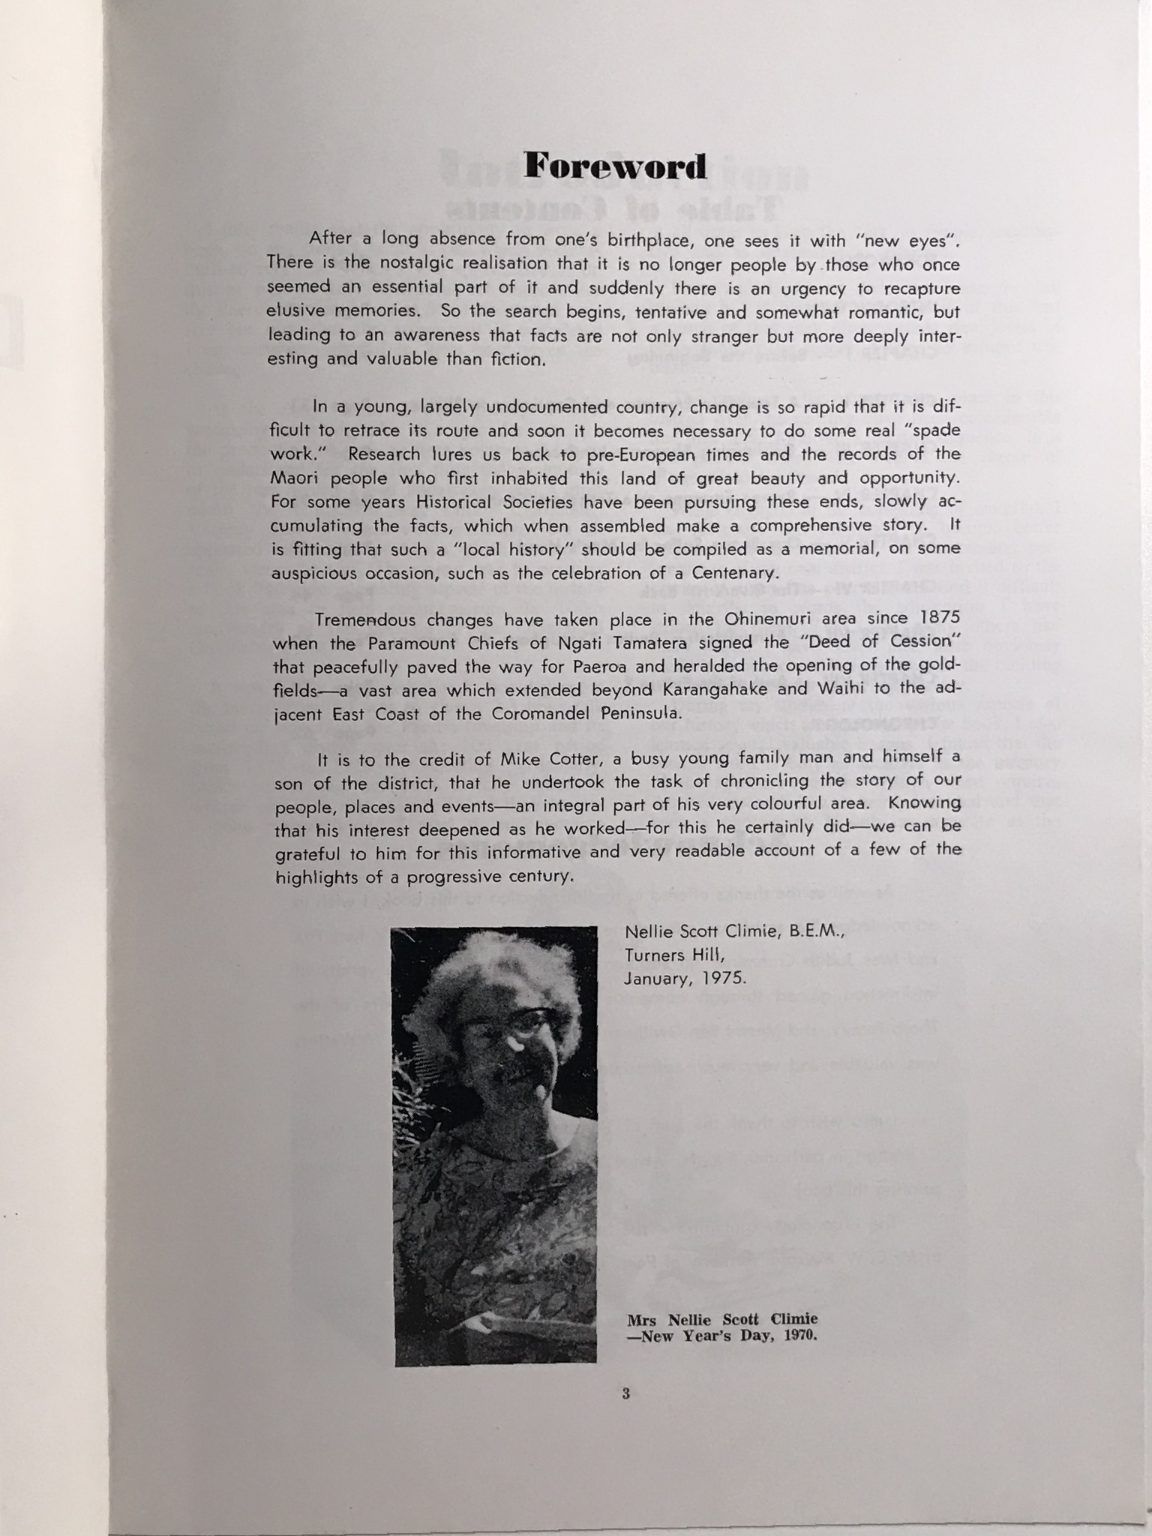 Foreword
After a long absence from one's birthplace, one sees it with "new eyes".
There is the nostalgic realisation that it is no longer people by those who once
seemed an essential part of it and suddenly there is an urgency to recapture
elusive memories. So the search begins, tentative and somewhat romantic, but
leading to an awareness that facts are not only stranger but more deeply inter-
esting and valuable than fiction.
In a young, largely undocumented country, change is so rapid that it is dif-
ficult to retrace its route and soon it becomes necessary to do some real "spade
work." Research lures us back to pre-European times and the records of the
Maori people who first inhabited this land of great beauty and opportunity.
For some years Historical Societies have been pursuing these ends, slowly ac-
cumulating the facts, which when assembled make a comprehensive story. It
is fitting that such a "local history" should be compiled as a memorial, on some
auspicious occasion, such as the celebration of a Centenary.
Tremendous changes have taken place in the Ohinemuri area since 1875
when the Paramount Chiefs of Ngati Tamatera signed the "Deed of Cession"
that peacefully paved the way for Paeroa and heralded the opening of the gold-
fields—a vast area which extended beyond Karangahake and Waihi to the ad-
jacent East Coast of the Coromandel Peninsula.
It is to the credit of Mike Cotter, a busy young family man and himself a
son of the district, that he undertook the task of chronicling the story of our
people, places and events—an integral part of his very colourful area. Knowing
that his interest deepened as he worked—for this he certainly did—we can be
grateful to him for this informative and very readable account of a few of the
highlights of a progressive century.
Nellie Scott Climie, B.E.M.,
Turners Hill,
January, 1975.
Mrs Nellie Scott Climie
—New Year's Day, 1970.
3